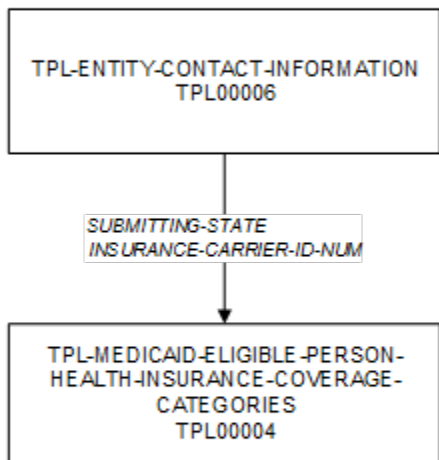 TPL-ENTITY-CONTACT-INFORMATION
TPL00006
SUBMITTING-STATE
INSURANCE-CARRIER-ID-NUM
TPL-MEDICAID-ELIGIBLE-PERSON-
HEALTH-INSURANCE-COVERAGE-
CATEGORIES
TPL00004